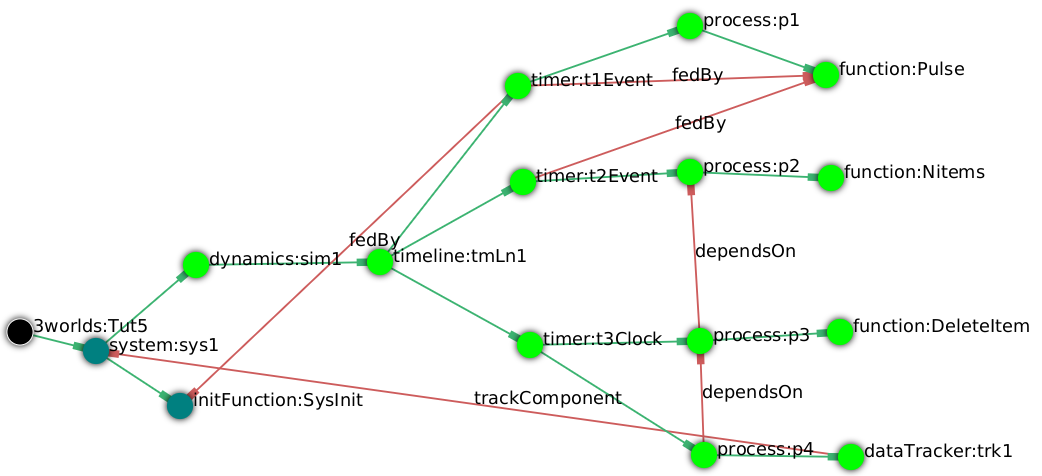 process:p1
function:Pulse
timer:t1Event
fedBy
fedBy
process:p2
function:Nitems
timer:t2Event
fedBy
dependsOn
dynamics:sim1
timeline:tmLn1
3worlds:Tut5
system:sys1
timer:t3Clock
process:p3
function:DeleteItem
initFunction:SysInit
trackComponent
dependsOn
process:p4
dataTracker:trk1